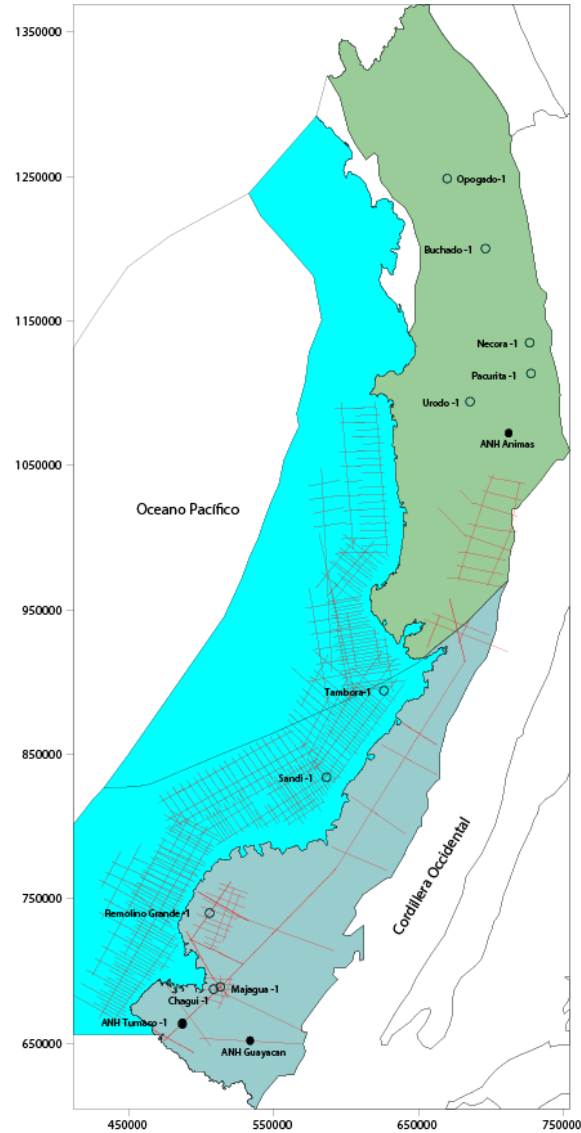 1350000
1250000
Opogado-1
Buchado -1
1150000
Necora -1
Pacurita -1
Urodo -1
ANH Animas
1050000
Oceano Pacífico
950000
Tambora-1
850000
Sandi -1
Cordillera Occidental
750000
Remolino Grande -1
Majagua -1
Chagui -1
ANH Tumaco -1
ANH Guayacan
650000
450000
550000
650000
750000